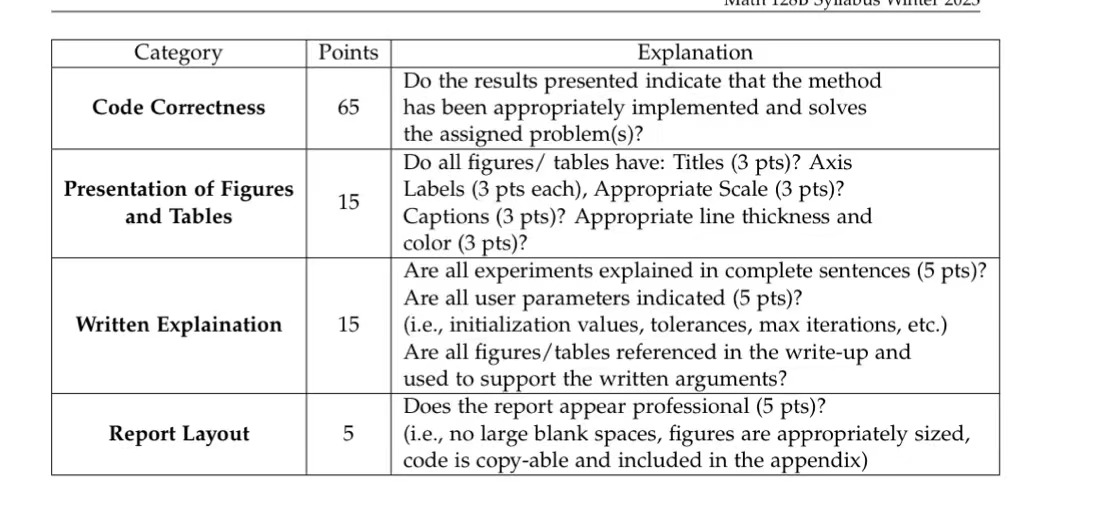 Math 128B Syllabus Winter 2023
Category Points Explanation
Code Correctness 65 Do the results presented indicate that the method
has been appropriately implemented and solves
the assigned problem(s)?
Presentation of Figures
and Tables 15 Do all figures/ tables have: Titles (3 pts)? Axis
Labels (3 pts each), Appropriate Scale (3 pts)?
Captions (3 pts)? Appropriate line thickness and
color (3 pts)?
Written Explaination 15 Are all experiments explained in complete sentences (5 pts)?
Are all user parameters indicated (5 pts)?
(i.e., initialization values, tolerances, max iterations, etc.)
Are all figures/tables referenced in the write-up and
used to support the written arguments?
Report Layout 5 Does the report appear professional (5 pts)?
(i.e., no large blank spaces, figures are appropriately sized,
code is copy-able and included in the appendix)